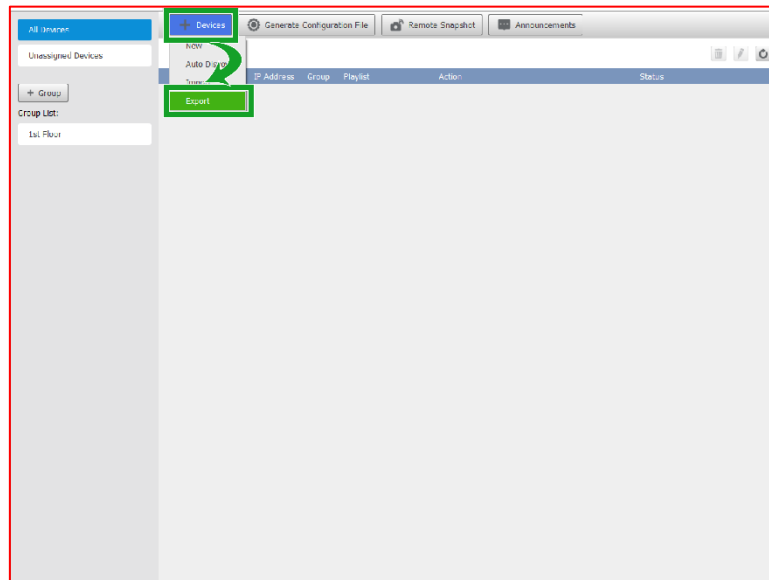 All Devices
Unassigned Devices
+ Group
Group List:
1st Floor
+ Devices
Generate Configuration File
Remote Snapshot
Announcements
New
Auto
Export
IP Address Group Playlist Action Status